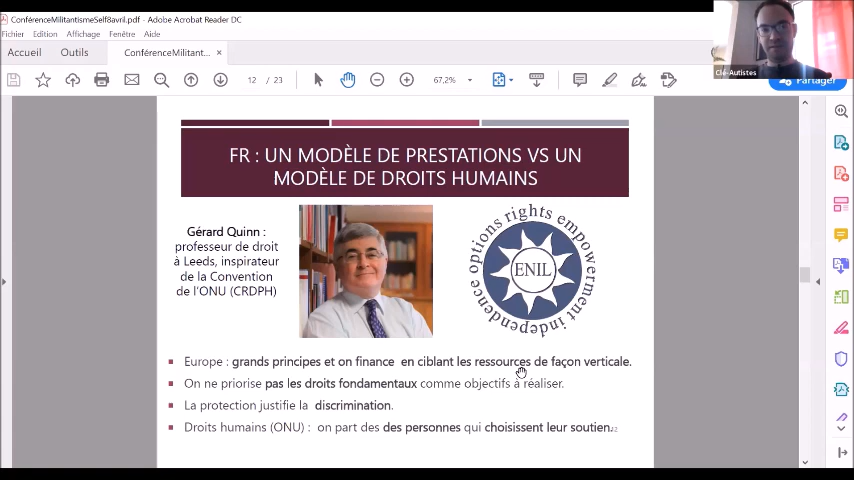 ConférenceMilitantismeSelf8avril.pdf - Adobe Acrobat Reader DC
Fichier Edition Affichage Fenêtre Aide
Accueil Outils ConférenceMilitant... ×
12 / 23 67,2%
Clé-Autistes
Partager
FR : UN MODÈLE DE PRESTATIONS VS UN
MODÈLE DE DROITS HUMAINS
Gérard Quinn :
professeur de droit
à Leeds, inspirateur
de la Convention
de l'ONU (CRDPH)
independence options rights empowerment
ENIL
Europe : grands principes et on finance en ciblant les ressources de façon verticale.
On ne priorise pas les droits fondamentaux comme objectifs à réaliser.
La protection justifie la discrimination.
Droits humains (ONU) : on part des des personnes qui choisissent leur soutien.